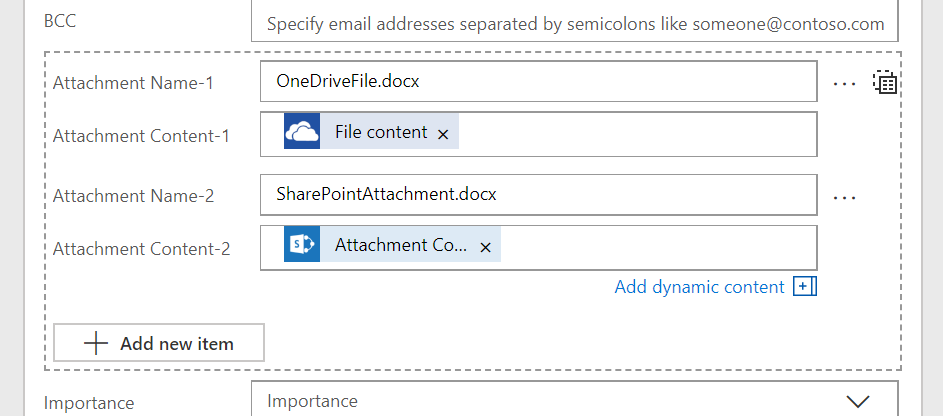 BCC
Specify email addresses separated by semicolons like someone@contoso.com
Attachment Name-1
OneDriveFile.docx
...
Attachment Content-1
File content ×
Attachment Name-2
SharePointAttachment.docx
...
Attachment Content-2
Attachment Co... ×
Add dynamic content
Add new item
Importance
Importance